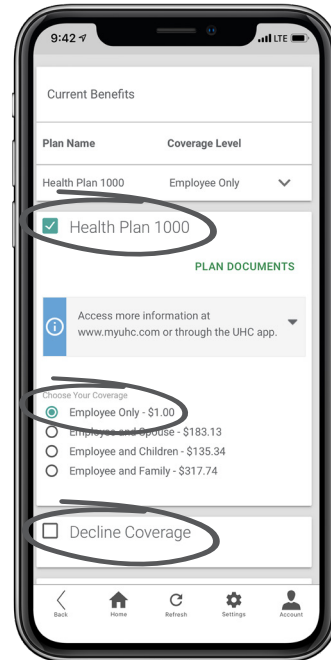 9:42
LTE
Current Benefits
Plan Name Coverage Level
Health Plan 1000 Employee Only
Health Plan 1000
PLAN DOCUMENTS
Access more information at
www.myuhc.com or through the UHC app.
Choose Your Coverage
Employee Only - $1.00
Employee and Spouse - $183.13
Employee and Children - $135.34
Employee and Family - $317.74
Decline Coverage
Back Home Refresh Settings Account